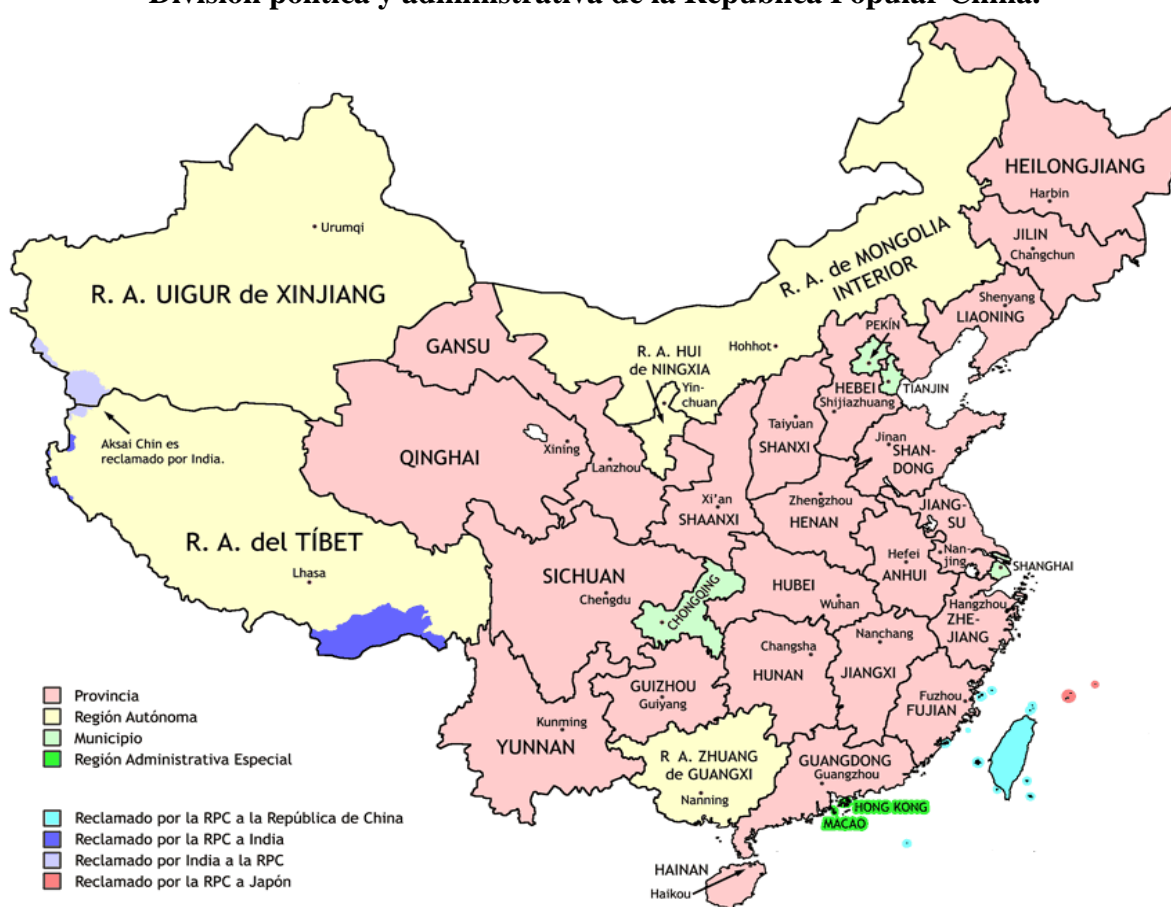 División política y administrativa de la República Popular China.
HEILONGJIANG
Harbin
JILIN
Changchun
Urumqi
R. A. de MONGOLIA
INTERIOR
R. A. UIGUR de XINJIANG
Shenyang
LIAONING
PEKÍN
GANSU
R. A. HUI
de NINGXIA
Hohhot
Yin-
chuan
HEBEI
Shijiazhuang
TIANJIN
Aksai Chin es
reclamado por India.
QINGHAI
Xining
Lanzhou
Taiyuan
SHANXI
Jinan
SHAN-
DONG
Xi'an
SHAANXI
Zhengzhou
HENAN
JIANG-
SU
R. A. del TÍBET
Lhasa
SICHUAN
Chengdu
CHONGQING
HUBEI
Wuhan
Hefei
ANHUI
Nan-
jing
SHANGHAI
Hangzhou
ZHE-
JIANG
Changsha
HUNAN
Nanchang
JIANGXI
GUIZHOU
Guiyang
Fuzhou
FUJIAN
Kunming
YUNNAN
R A. ZHUANG
de GUANGXI
Nanning
GUANGDONG
Guangzhou
HONG KONG
MACAO
HAINAN
Haikou
Provincia
Región Autónoma
Municipio
Región Administrativa Especial
Reclamado por la RPC a la República de China
Reclamado por la RPC a India
Reclamado por India a la RPC
Reclamado por la RPC a Japón